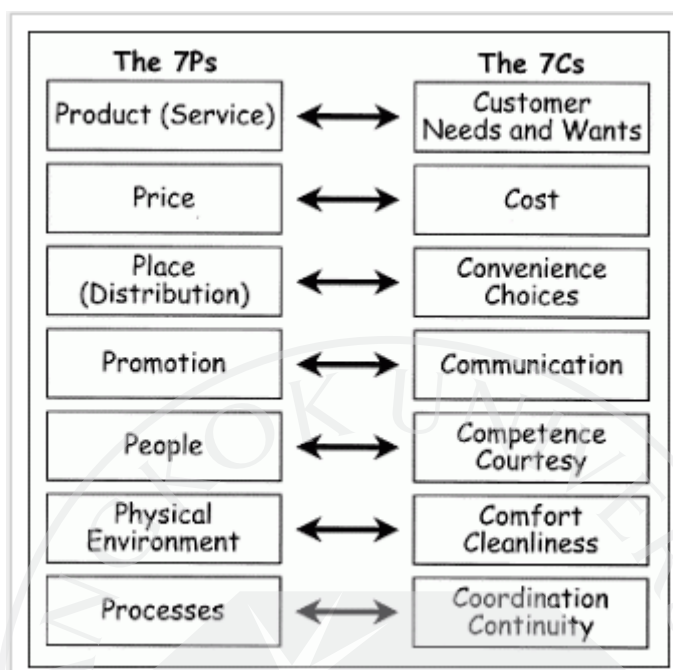 The 7Ps
The 7Cs
Product (Service)
Customer
Needs and Wants
Price
Cost
Place
(Distribution)
Convenience
Choices
Promotion
Communication
People
Competence
Courtesy
Physical
Environment
Comfort
Cleanliness
Processes
Coordination
Continuity